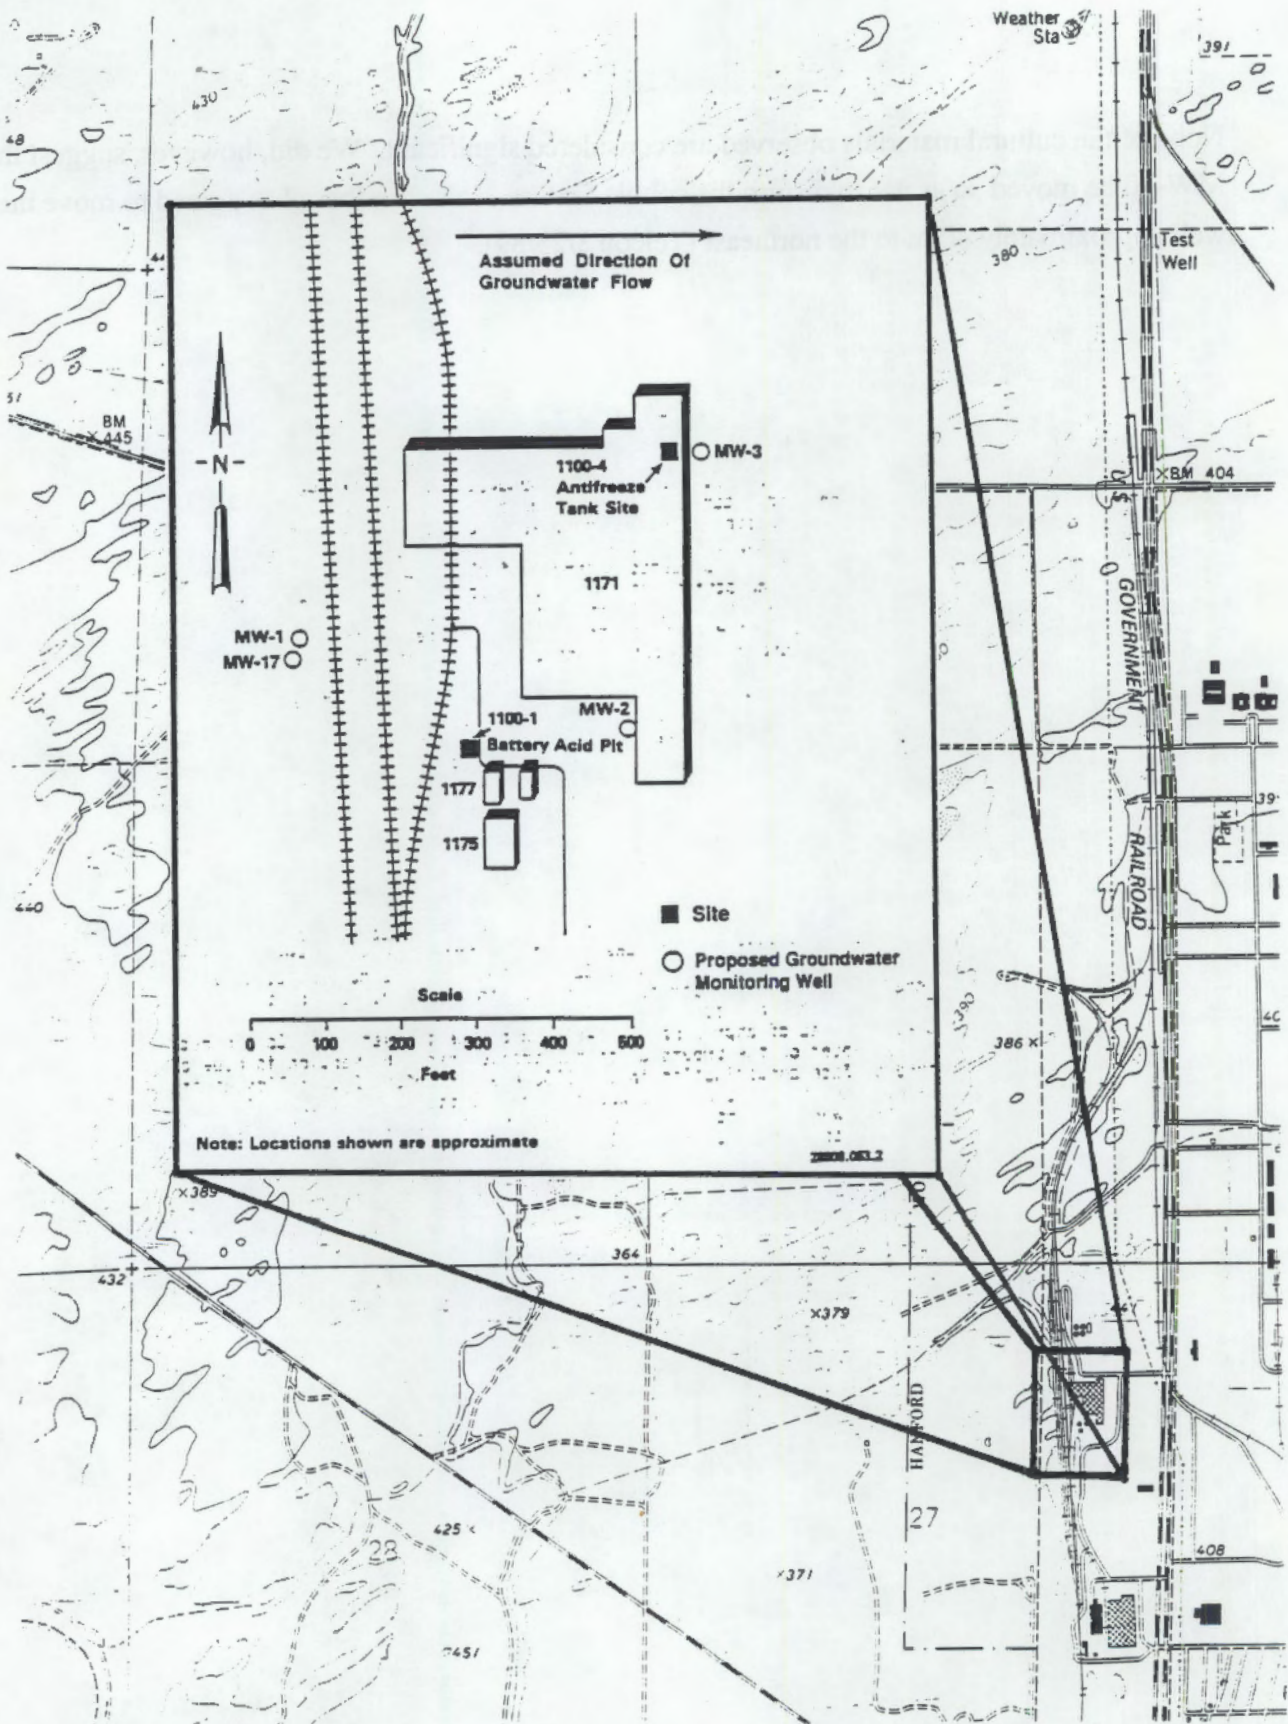 Weather
Sta
391
430
48
Assumed Direction Of
Groundwater Flow
380
Test
Well
51
BM
445
N
1100-4
Antifreeze
Tank Site
MW-3
BM 404
U S
1171
GOVERNMENT
MW-1
MW-17
MW-2
1100-1
Battery Acid Pit
1177
1175
RAILROAD
Park
440
Site
Proposed Groundwater
Monitoring Well
Scale
0 100 200 300 400 500
Feet
380
386
Note: Locations shown are approximate
389
432
364
379
HANFORD
27
425
28
371
408
451